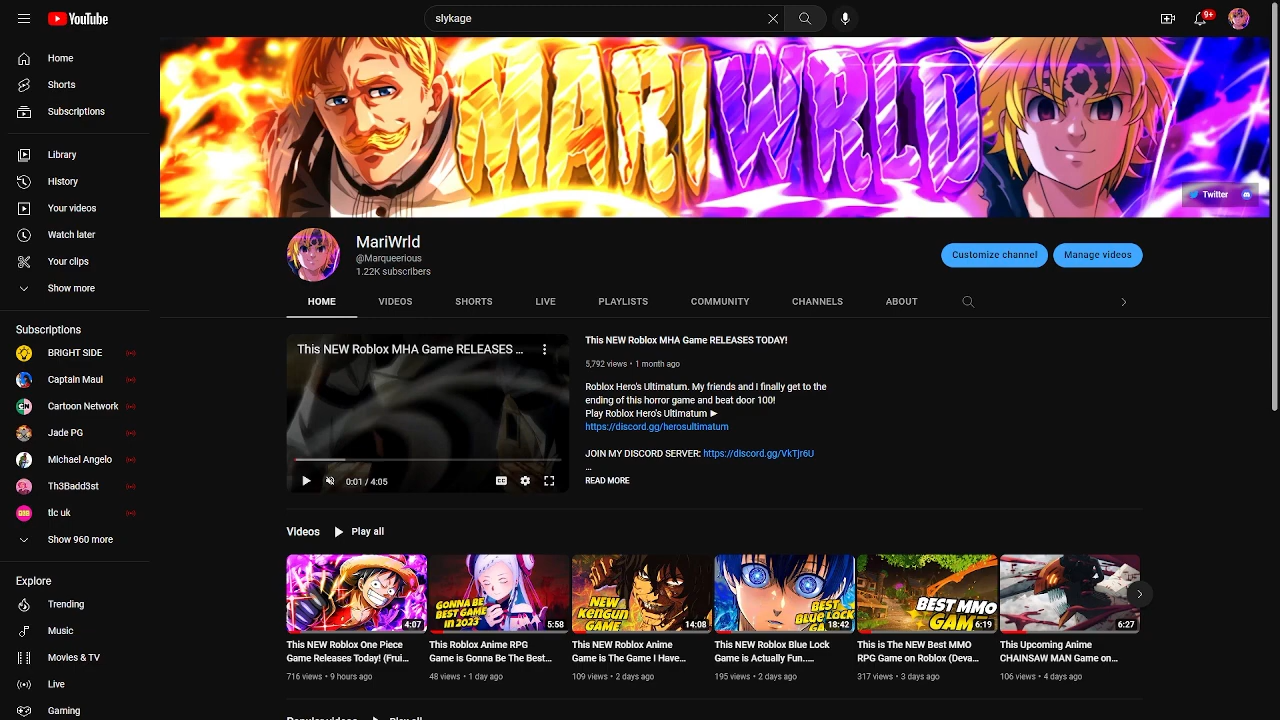 YouTube
slykage
9+
Home
Shorts
Subscriptions
Library
History
Your videos
Watch later
Your clips
Show more
Subscriptions
BRIGHT SIDE
Captain Maul
Cartoon Network
Jade PG
Michael Angelo
Th3Badd3st
tlc uk
Show 960 more
Explore
Trending
Music
Movies & TV
Live
Gaming
MARIWRLD
Twitter
MariWrld
@Marqueerious
1.22K subscribers
Customize channel
Manage videos
HOME
VIDEOS
SHORTS
LIVE
PLAYLISTS
COMMUNITY
CHANNELS
ABOUT
This NEW Roblox MHA Game RELEASES ...
0:01 / 4:05
This NEW Roblox MHA Game RELEASES TODAY!
5,792 views • 1 month ago
Roblox Hero's Ultimatum. My friends and I finally get to the
ending of this horror game and beat door 100!
Play Roblox Hero's Ultimatum ►
https://discord.gg/herosultimatum
JOIN MY DISCORD SERVER: https://discord.gg/VkTjr6U
...
READ MORE
Videos
Play all
4:07
This NEW Roblox One Piece
Game Releases Today! (Frui...
716 views • 9 hours ago
GONNA BE
BEST GAME
IN 2023
5:58
This Roblox Anime RPG
Game is Gonna Be The Best...
48 views • 1 day ago
NEW
KENGUN
GAME
14:08
This NEW Roblox Anime
Game is The Game I Have...
109 views • 2 days ago
BEST
BLUE LOCK
GA
18:42
This NEW Roblox Blue Lock
Game is Actually Fun.....
195 views • 2 days ago
BEST MMO
GAM
6:19
This is The NEW Best MMO
RPG Game on Roblox (Deva...
317 views • 3 days ago
6:27
This Upcoming Anime
CHAINSAW MAN Game on...
106 views • 4 days ago
Popular videos
Play all